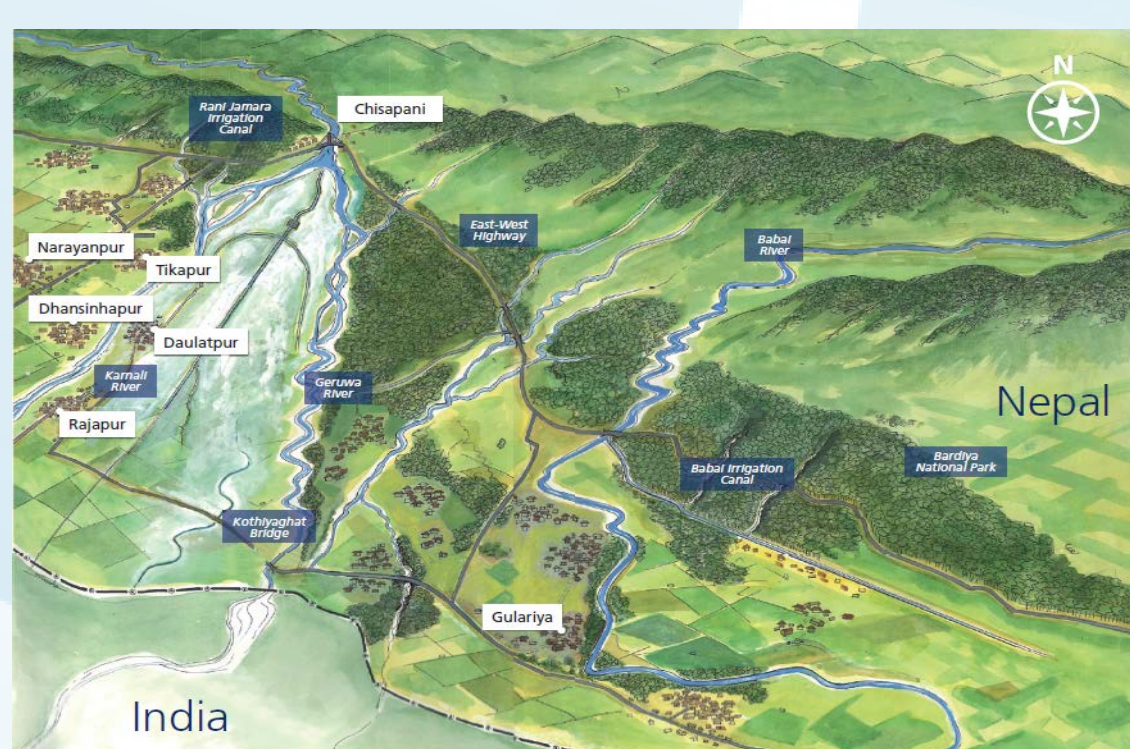 N
Rani Jamara
Irrigation
Canal
Chisapani
East-West
Highway
Babai
River
Narayanpur
Tikapur
Dhansinhapur
Daulatpur
Karnali
River
Geruwa
River
Nepal
Rajapur
Babai Irrigation
Canal
Bardiya
National Park
Kothiyaghat
Bridge
Gulariya
India